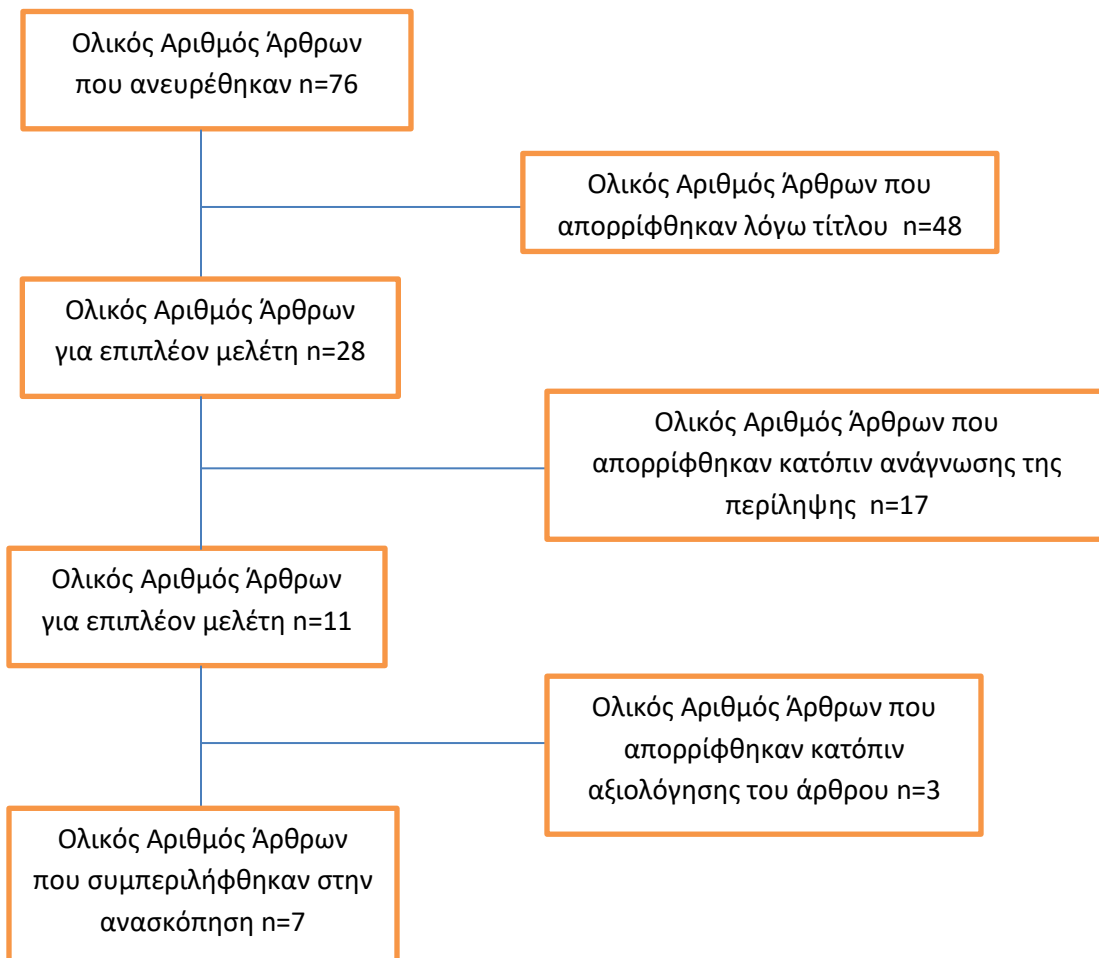 Ολικός Αριθμός Άρθρων
που ανευρέθηκαν n=76
Ολικός Αριθμός Άρθρων που
απορρίφθηκαν λόγω τίτλου n=48
Ολικός Αριθμός Άρθρων
για επιπλέον μελέτη n=28
Ολικός Αριθμός Άρθρων που
απορρίφθηκαν κατόπιν ανάγνωσης της
περίληψης n=17
Ολικός Αριθμός Άρθρων
για επιπλέον μελέτη n=11
Ολικός Αριθμός Άρθρων που
απορρίφθηκαν κατόπιν
αξιολόγησης του άρθρου n=3
Ολικός Αριθμός Άρθρων
που συμπεριλήφθηκαν στην
ανασκόπηση n=7